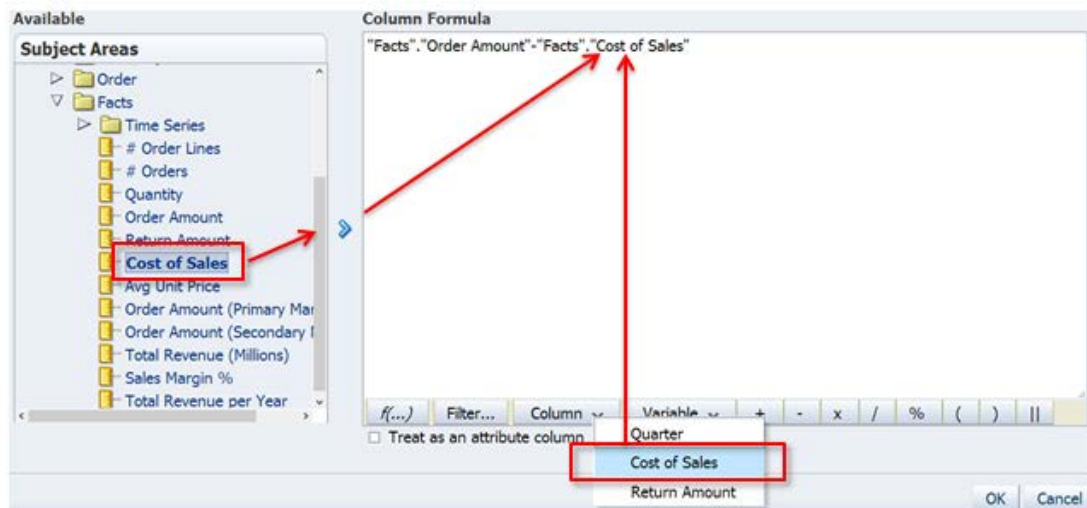 Available
Subject Areas
Order
Facts
Time Series
# Order Lines
# Orders
Quantity
Order Amount
Return Amount
Cost of Sales
Avg Unit Price
Order Amount (Primary Mar
Order Amount (Secondary
Total Revenue (Millions)
Sales Margin %
Total Revenue per Year
Column Formula
"Facts"."Order Amount"-"Facts"."Cost of Sales"
f(...) Filter... Column Variable + - x / % ( ) ||
Treat as an attribute column
Quarter
Cost of Sales
Return Amount
OK Cancel